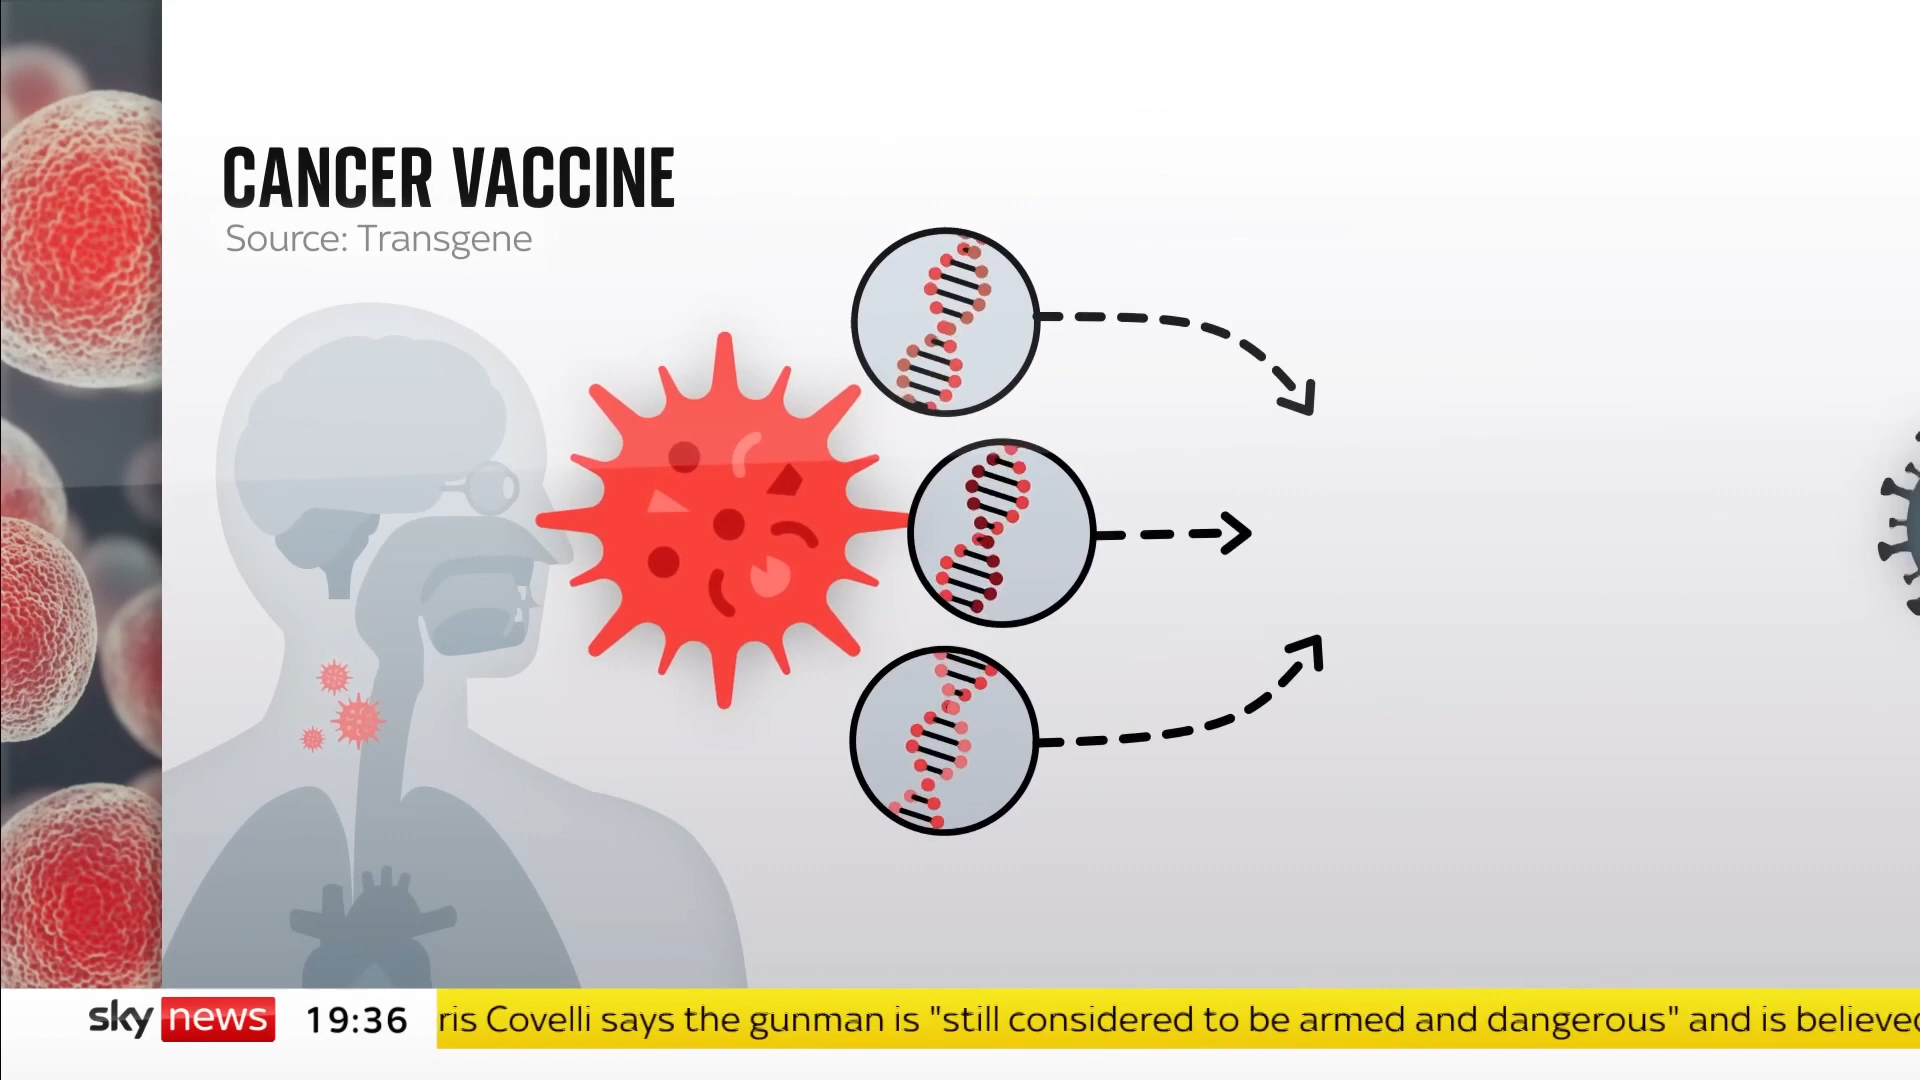 CANCER VACCINE
Source: Transgene
sky news 19:36 ris Covelli says the gunman is "still considered to be armed and dangerous" and is believed